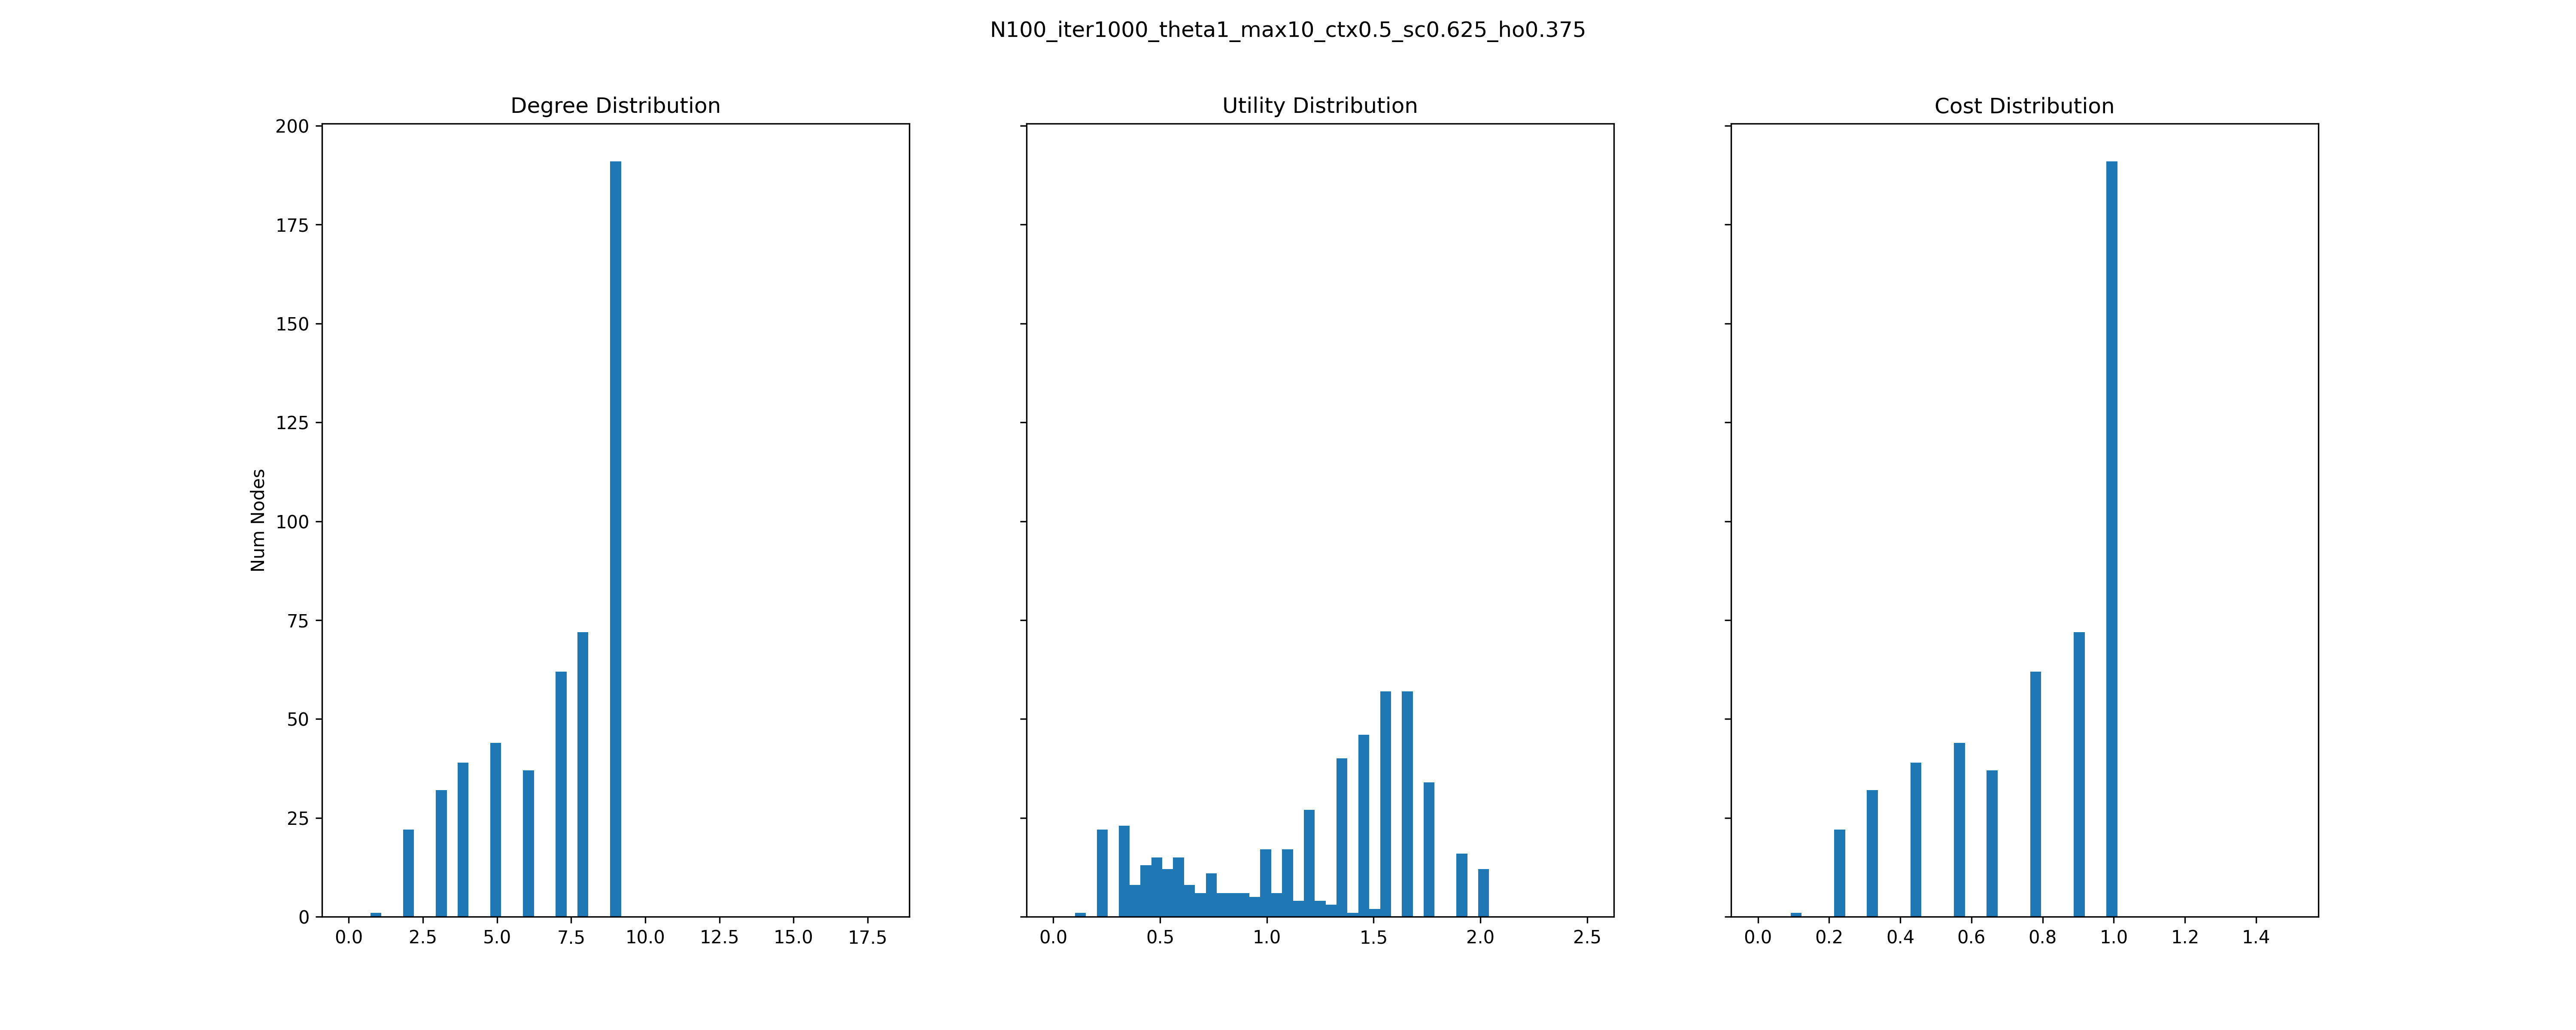 N100_iter1000_theta1_max10_ctx0.5_sc0.625_ho0.375
Degree Distribution
Utility Distribution
Cost Distribution
200
175
150
125
100
75
50
25
0
Num Nodes
0.0 2.5 5.0 7.5 10.0 12.5 15.0 17.5
0.0 0.5 1.0 1.5 2.0 2.5
0.0 0.2 0.4 0.6 0.8 1.0 1.2 1.4